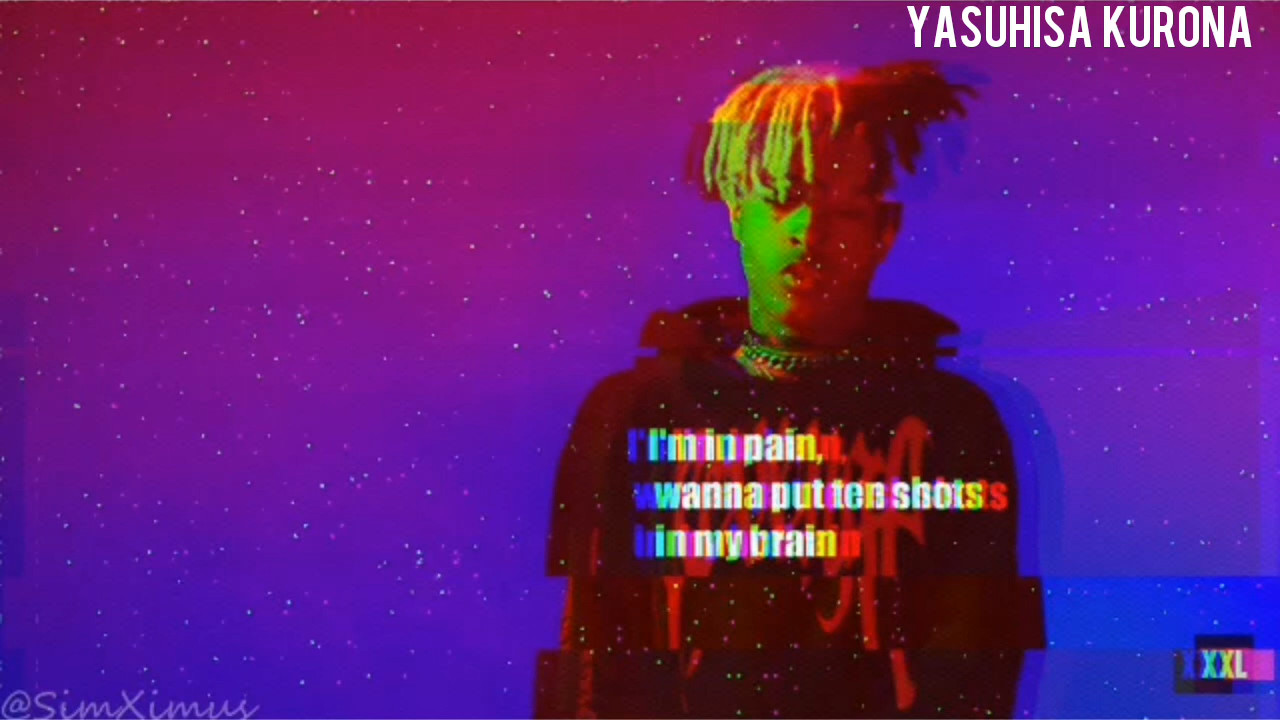 YASUHISA KURONA
I'm in pain,
wanna put ten shots
in my brain
XXL
@SimXimus